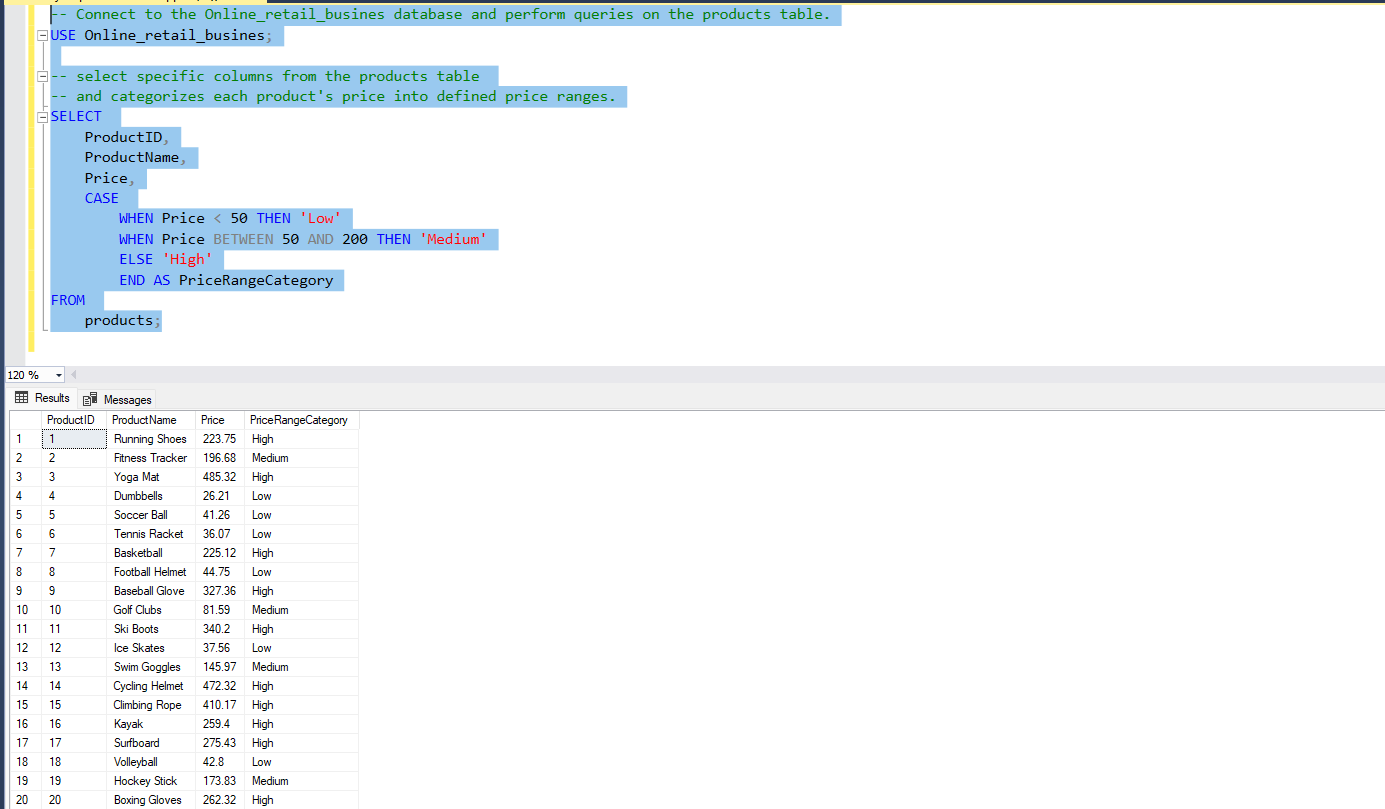 -- Connect to the Online_retail_busines database and perform queries on the products table.
USE Online_retail_busines;
-- select specific columns from the products table
-- and categorizes each product's price into defined price ranges.
SELECT
ProductID,
ProductName,
Price,
CASE
WHEN Price < 50 THEN 'Low'
WHEN Price BETWEEN 50 AND 200 THEN 'Medium'
ELSE 'High'
END AS PriceRangeCategory
FROM
products;
120 %
Results Messages
ProductID ProductName Price PriceRangeCategory
1 1 Running Shoes 223.75 High
2 2 Fitness Tracker 196.68 Medium
3 3 Yoga Mat 485.32 High
4 4 Dumbbells 26.21 Low
5 5 Soccer Ball 41.26 Low
6 6 Tennis Racket 36.07 Low
7 7 Basketball 225.12 High
8 8 Football Helmet 44.75 Low
9 9 Baseball Glove 327.36 High
10 10 Golf Clubs 81.59 Medium
11 11 Ski Boots 340.2 High
12 12 Ice Skates 37.56 Low
13 13 Swim Goggles 145.97 Medium
14 14 Cycling Helmet 472.32 High
15 15 Climbing Rope 410.17 High
16 16 Kayak 259.4 High
17 17 Surfboard 275.43 High
18 18 Volleyball 42.8 Low
19 19 Hockey Stick 173.83 Medium
20 20 Boxing Gloves 262.32 High